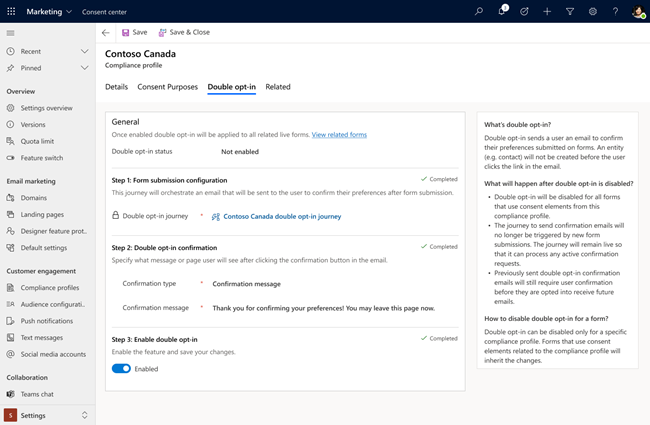 Marketing
Consent center
1
Save
Save & Close
Contoso Canada
Compliance profile
Details
Consent Purposes
Double opt-in
Related
Recent
Pinned
Overview
Settings overview
Versions
Quota limit
Feature switch
Email marketing
Domains
Landing pages
Designer feature prot..
Default settings
Customer engagement
Compliance profiles
Audience configurati..
Push notifications
Text messages
Social media accounts
Collaboration
Teams chat
S
Settings
General
Once enabled double opt-in will be applied to all related live forms. View related forms
Double opt-in status
Not enabled
Step 1: Form submission configuration
Completed
This journey will orchestrate an email that will be sent to the user to confirm their preferences after form submission.
Double opt-in journey
*
Contoso Canada double opt-in journey
Step 2: Double opt-in confirmation
Completed
Specify what message or page user will see after clicking the confirmation button in the email.
Confirmation type
*
Confirmation message
Confirmation message
*
Thank you for confirming your preferences! You may leave this page now.
Step 3: Enable double opt-in
Completed
Enable the feature and save your changes.
Enabled
What's double opt-in?
Double opt-in sends a user an email to confirm
their preferences submitted on forms. An entity
(e.g. contact) will not be created before the user
clicks the link in the email.
What will happen after double opt-in is disabled?
• Double opt-in will be disabled for all forms
that use consent elements from this
compliance profile.
• The journey to send confirmation emails will
no longer be triggered by new form
submissions. The journey will remain live so
that it can process any active confirmation
requests.
• Previously sent double opt-in confirmation
emails will still require user confirmation
before they are opted into receive future
emails.
How to disable double opt-in for a form?
Double opt-in can be disabled only for a specific
compliance profile. Forms that use consent
elements related to the compliance profile will
inherit the changes.